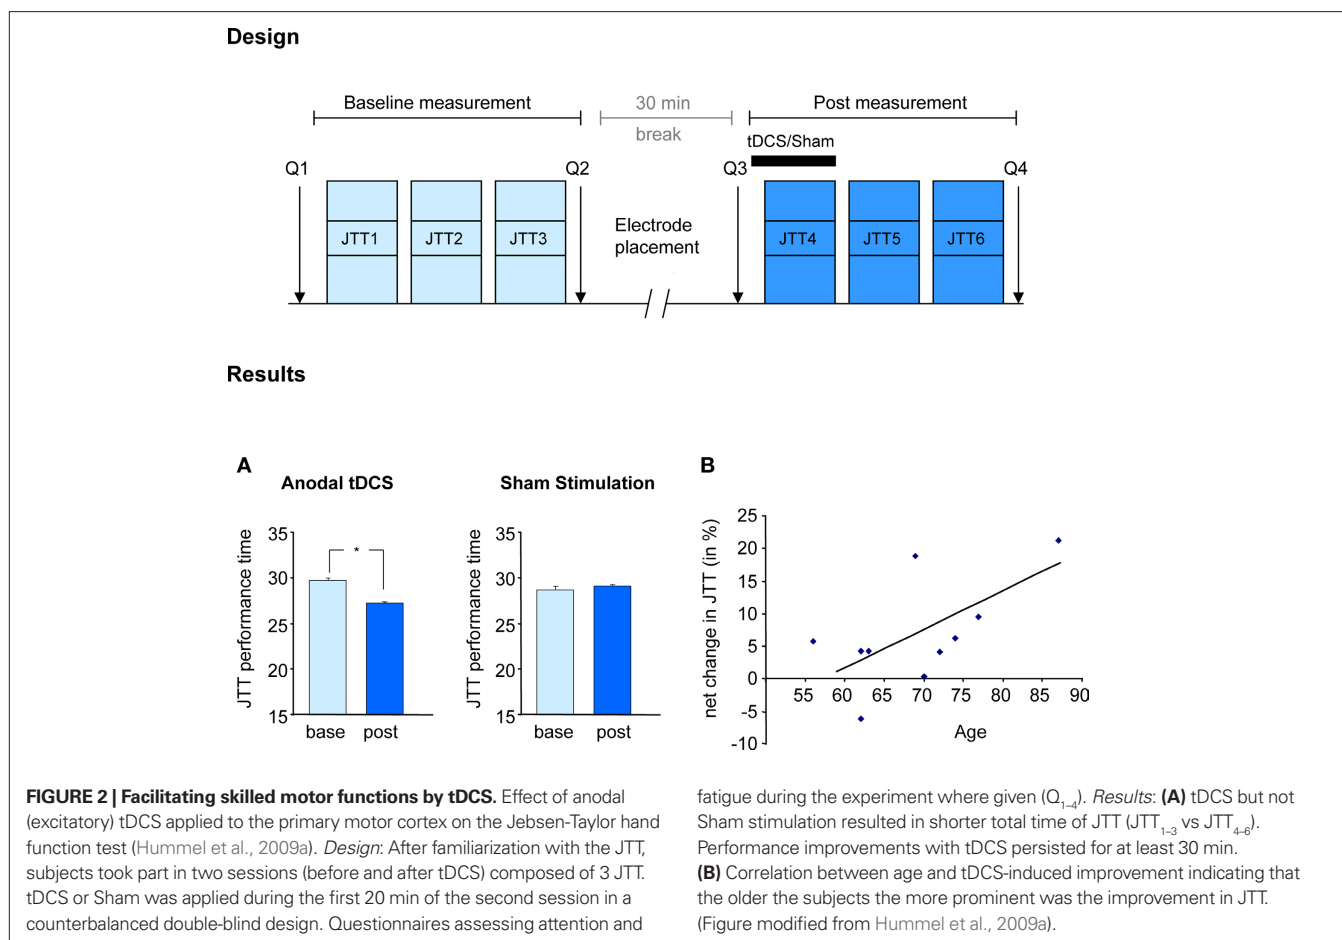 Design
Baseline measurement
30 min
break
Post measurement
tDCS/Sham
Q1
Q2
Q3
Q4
JTT1
JTT2
JTT3
Electrode
placement
JTT4
JTT5
JTT6
Results
A
Anodal tDCS
Sham Stimulation
JTT performance time
35
30
25
20
15
*
base
post
JTT performance time
35
30
25
20
15
base
post
B
net change in JTT (in %)
25
20
15
10
5
0
-5
-10
55
60
65
70
75
80
85
90
Age
FIGURE 2 | Facilitating skilled motor functions by tDCS. Effect of anodal
(excitatory) tDCS applied to the primary motor cortex on the Jebsen-Taylor hand
function test (Hummel et al., 2009a). Design: After familiarization with the JTT,
subjects took part in two sessions (before and after tDCS) composed of 3 JTT.
tDCS or Sham was applied during the first 20 min of the second session in a
counterbalanced double-blind design. Questionnaires assessing attention and
fatigue during the experiment where given (Q1–4). Results: (A) tDCS but not
Sham stimulation resulted in shorter total time of JTT (JTT1–3 vs JTT4–6).
Performance improvements with tDCS persisted for at least 30 min.
(B) Correlation between age and tDCS-induced improvement indicating that
the older the subjects the more prominent was the improvement in JTT.
(Figure modified from Hummel et al., 2009a).